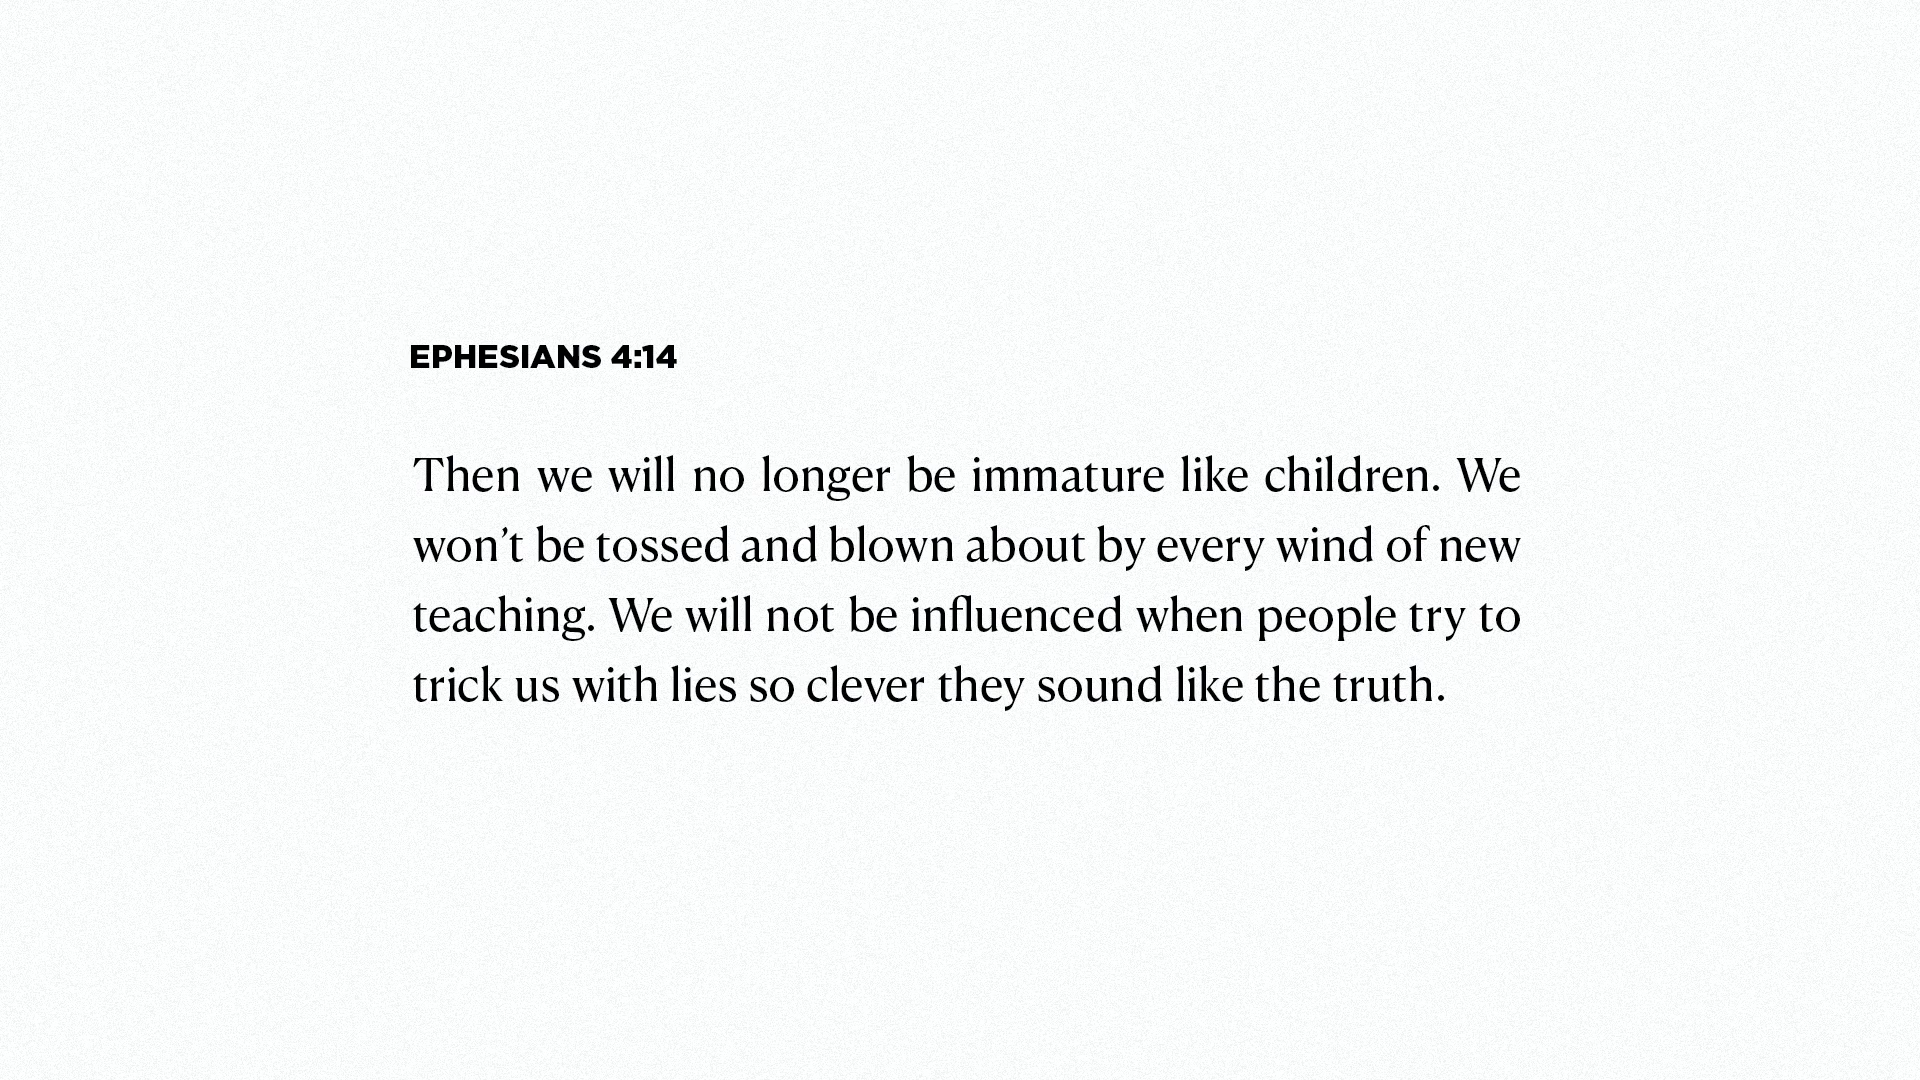 EPHESIANS 4:14
Then we will no longer be immature like children. We
won’t be tossed and blown about by every wind of new
teaching. We will not be influenced when people try to
trick us with lies so clever they sound like the truth.